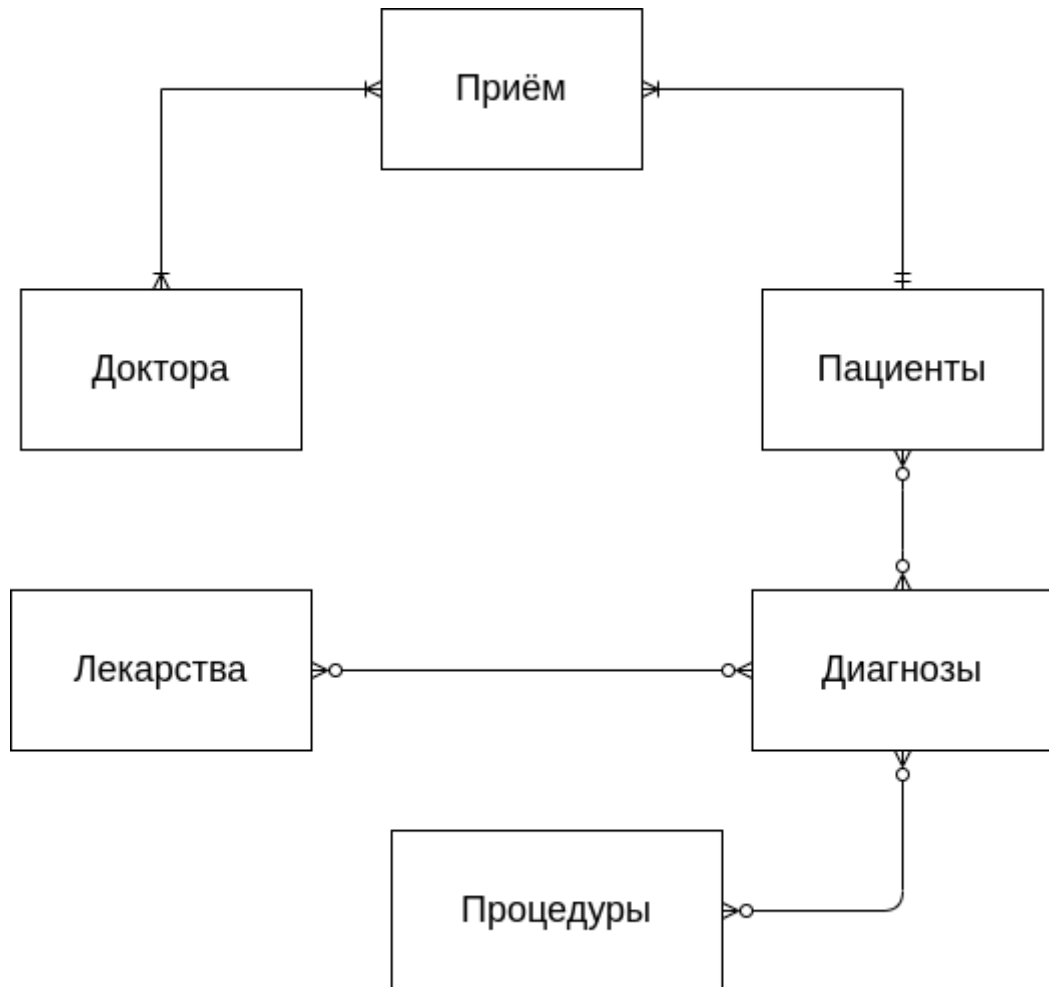 Приём
Доктора
Пациенты
Лекарства
Диагнозы
Процедуры